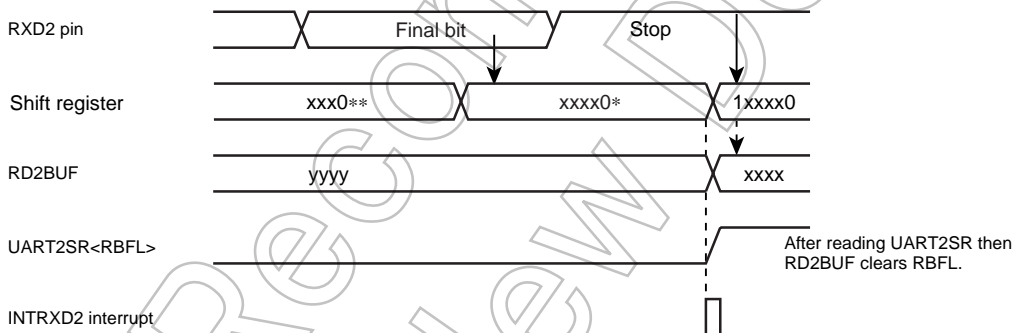 RXD2 pin Final bit Stop
Shift register xxx0** xxxx0* 1xxxx0
RD2BUF yyyy xxxx
UART2SR<RBFL> After reading UART2SR then
RD2BUF clears RBFL.
INTRXD2 interrupt